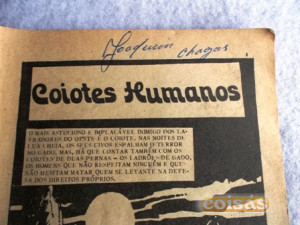 Joaquim Chagas
Coiotes Humanos
O MAIS ASTUCIOSO E IMPLACÁVEL INIMIGO DOS LA-
DO OESTE É O COIOTE. NAS NOITES DE
LUA CHEIA, OS SEUS UIVOS ESPALHAM O TERROR
NO GADO. MAS, HÁ QUE CONTAR TAMBÉM COM OS
COIOTES DE DUAS PERNAS – OS LADRÕES DE GADO,
OS HOMENS QUE NÃO RESPEITAM NINGUÉM E QUE
NÃO HESITAM MATAR QUEM SE LEVANTE NA DEFE-
SA DOS DIREITOS PRÓPRIOS.
coisas